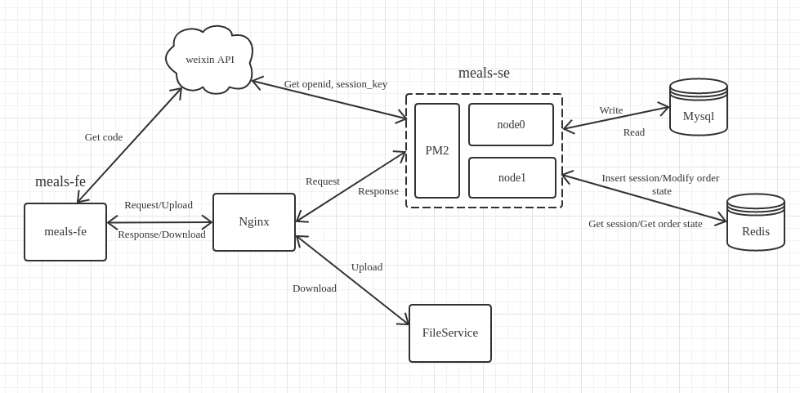 weixin API
meals-se
Get openid, session_key
Write
Mysql
Read
node0
PM2
node1
Get code
meals-fe
Request
Response
Insert session/Modify order
state
Request/Upload
Nginx
meals-fe
Response/Download
Get session/Get order state
Redis
Upload
Download
FileService